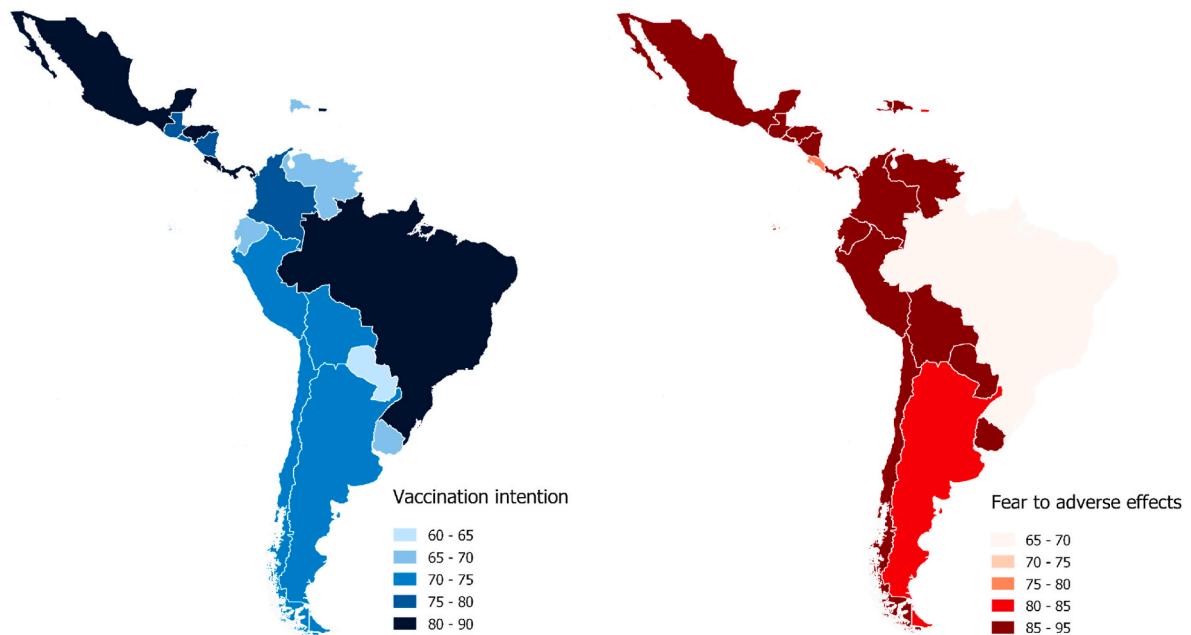 Vaccination intention
60 - 65
65 - 70
70 - 75
75 - 80
80 - 90
Fear to adverse effects
65 - 70
70 - 75
75 - 80
80 - 85
85 - 95